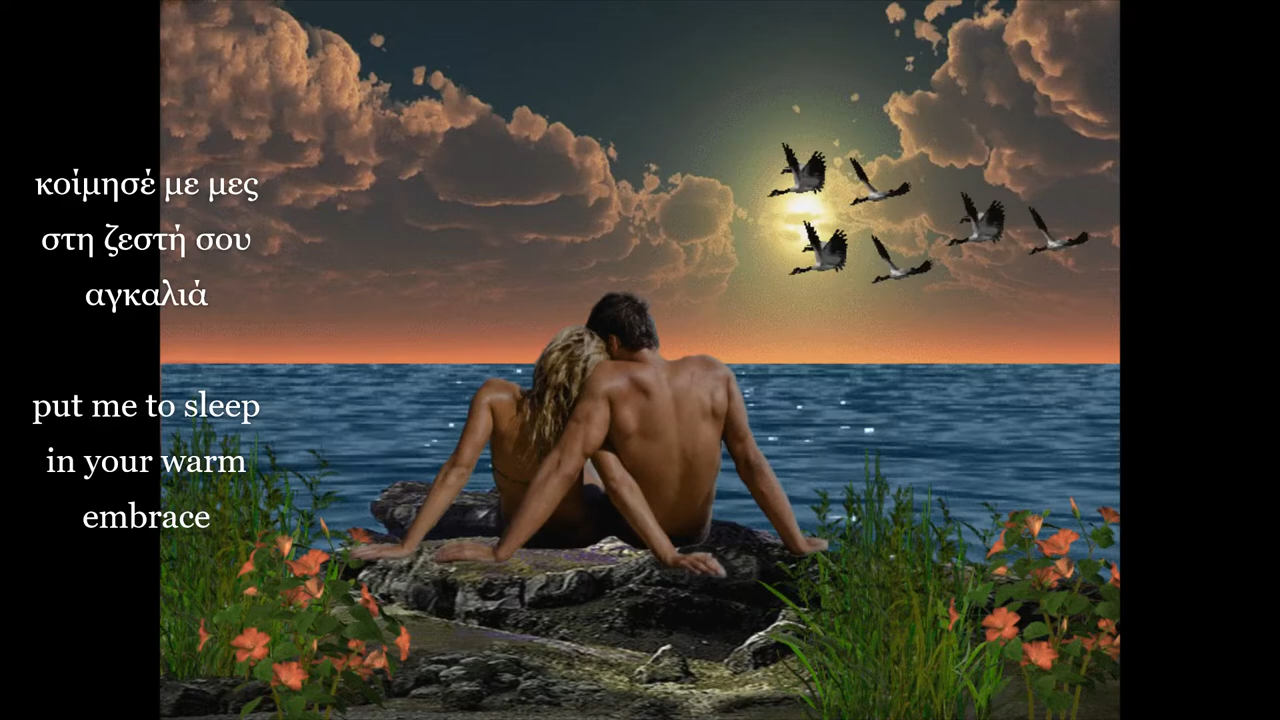 κοίμησέ με μες
στη ζεστή σου
αγκαλιά
put me to sleep
in your warm
embrace